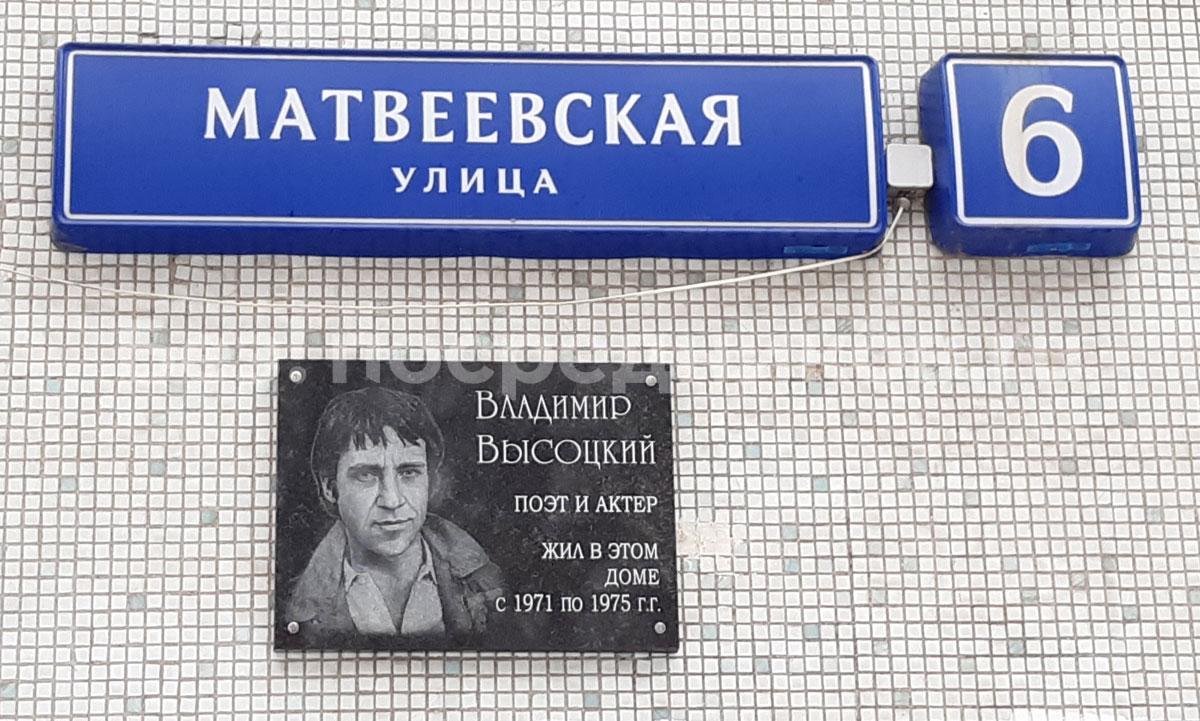 МАТВЕЕВСКАЯ
УЛИЦА
6
ВЛАДИМИР
ВЫСОЦКИЙ
ПОЭТ И АКТЕР
ЖИЛ В ЭТОМ
ДОМЕ
С 1971 ПО 1975 Г.Г.